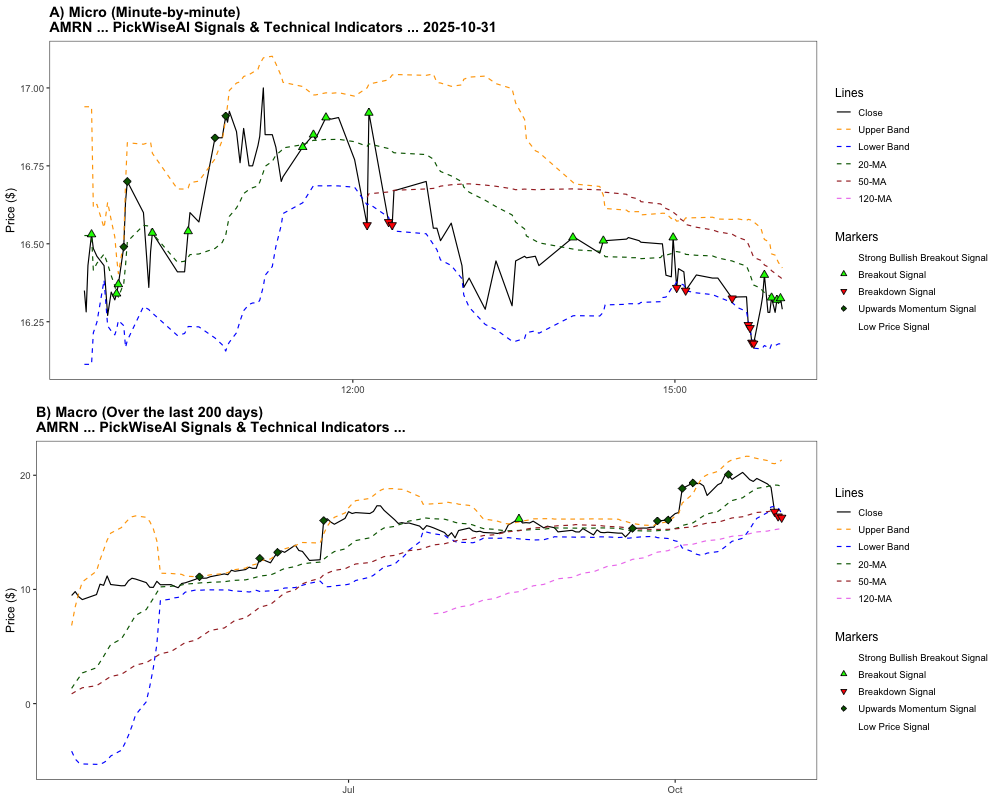 A) Micro (Minute-by-minute)
AMRN ... PickWiseAI Signals & Technical Indicators ... 2025-10-31
Price ($)
17.00
16.75
16.50
16.25
12:00
15:00
Lines
Close
Upper Band
Lower Band
20-MA
50-MA
120-MA
Markers
Strong Bullish Breakout Signal
Breakout Signal
Breakdown Signal
Upwards Momentum Signal
Low Price Signal
B) Macro (Over the last 200 days)
AMRN ... PickWiseAI Signals & Technical Indicators ...
Price ($)
20
10
0
Jul
Oct
Lines
Close
Upper Band
Lower Band
20-MA
50-MA
120-MA
Markers
Strong Bullish Breakout Signal
Breakout Signal
Breakdown Signal
Upwards Momentum Signal
Low Price Signal